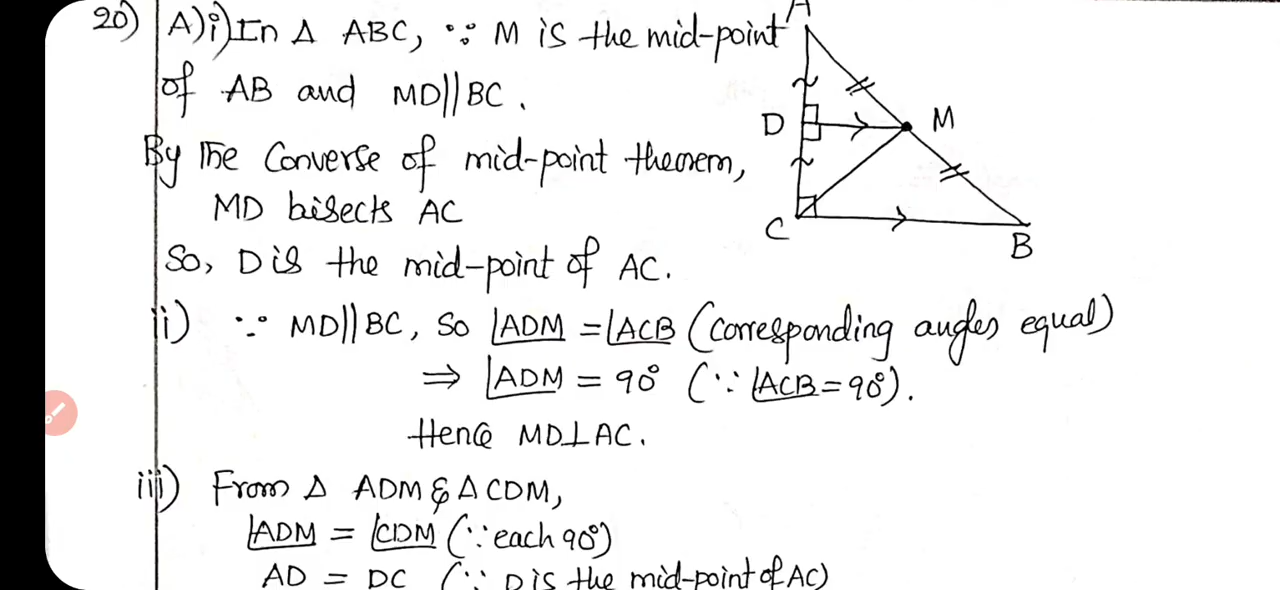 20) A) i) In Δ ABC, ∵ M is the mid-point
of AB and MD||BC.
By the Converse of mid-point theorem,
MD bisects AC
So, D is the mid-point of AC.
ii) ∵ MD||BC, so ∠ADM = ∠ACB (Corresponding angles equal)
⇒ ∠ADM = 90° (∵ ∠ACB = 90°).
Hence MD⊥AC.
iii) From Δ ADM & Δ CDM,
∠ADM = ∠CDM (∵ each 90°)
AD = DC (∵ D is the mid-point of AC)
A
D
M
C
B